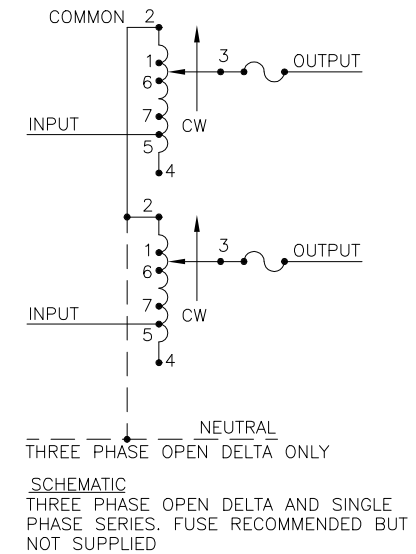 COMMON 2
1
6
3 OUTPUT
7
CW
INPUT
5
4
2
1
6
3 OUTPUT
7
CW
INPUT
5
4
NEUTRAL
THREE PHASE OPEN DELTA ONLY
SCHEMATIC
THREE PHASE OPEN DELTA AND SINGLE
PHASE SERIES. FUSE RECOMMENDED BUT
NOT SUPPLIED